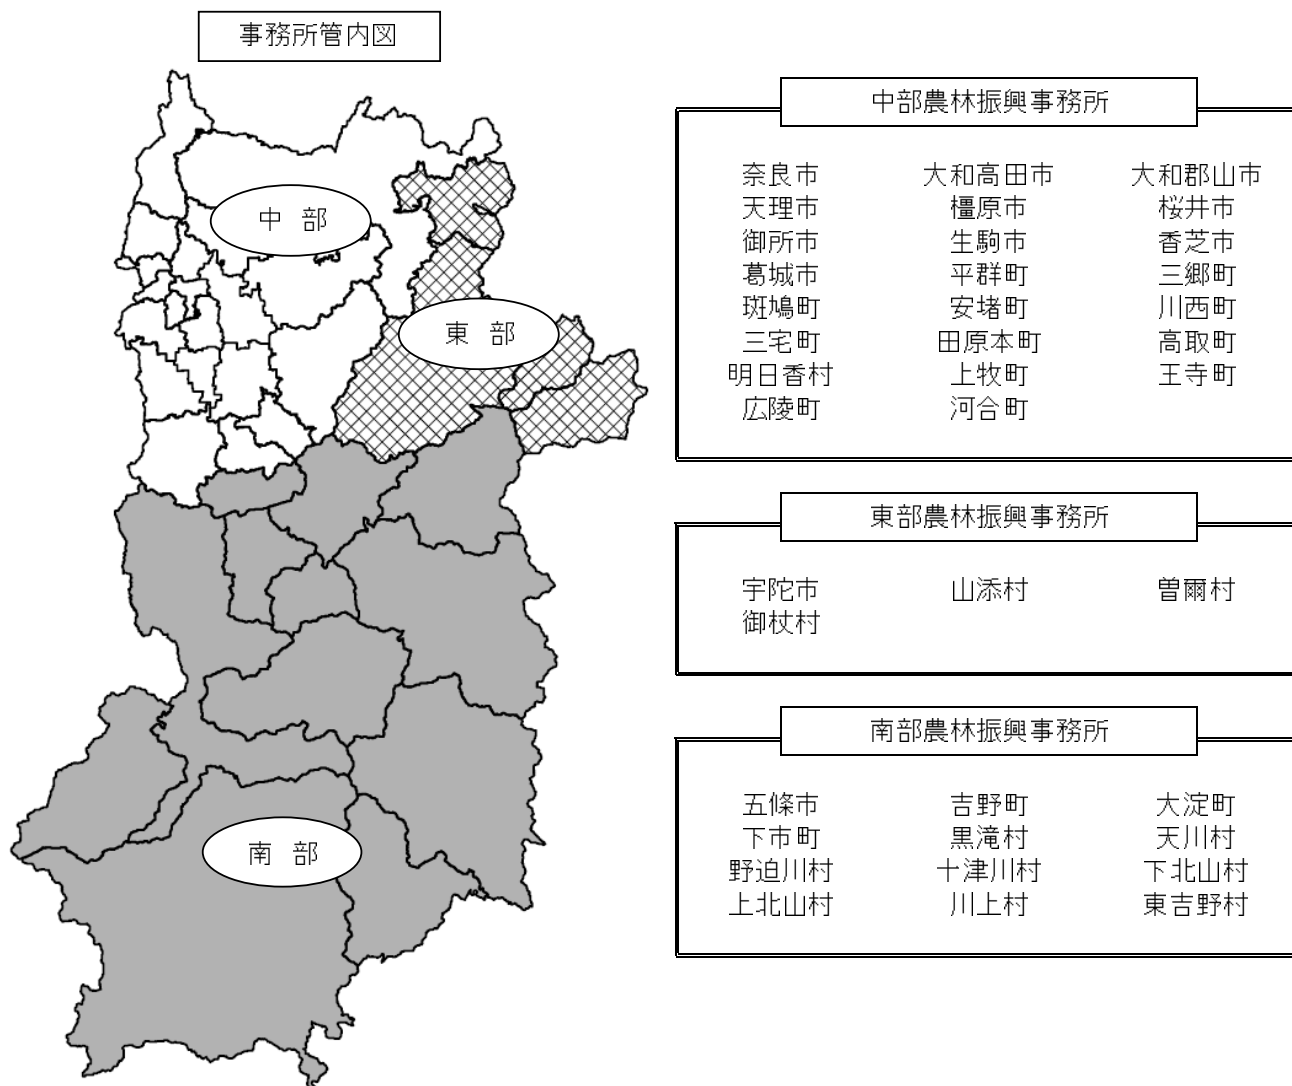 事務所管内図
中部
東部
南部
中部農林振興事務所
奈良市 大和高田市 大和郡山市
天理市 橿原市 桜井市
御所市 生駒市 香芝市
葛城市 平群町 三郷町
斑鳩町 安堵町 川西町
三宅町 田原本町 高取町
明日香村 上牧町 王寺町
広陵町 河合町
東部農林振興事務所
宇陀市 山添村 曽爾村
御杖村
南部農林振興事務所
五條市 吉野町 大淀町
下市町 黒滝村 天川村
野迫川村 十津川村 下北山村
上北山村 川上村 東吉野村